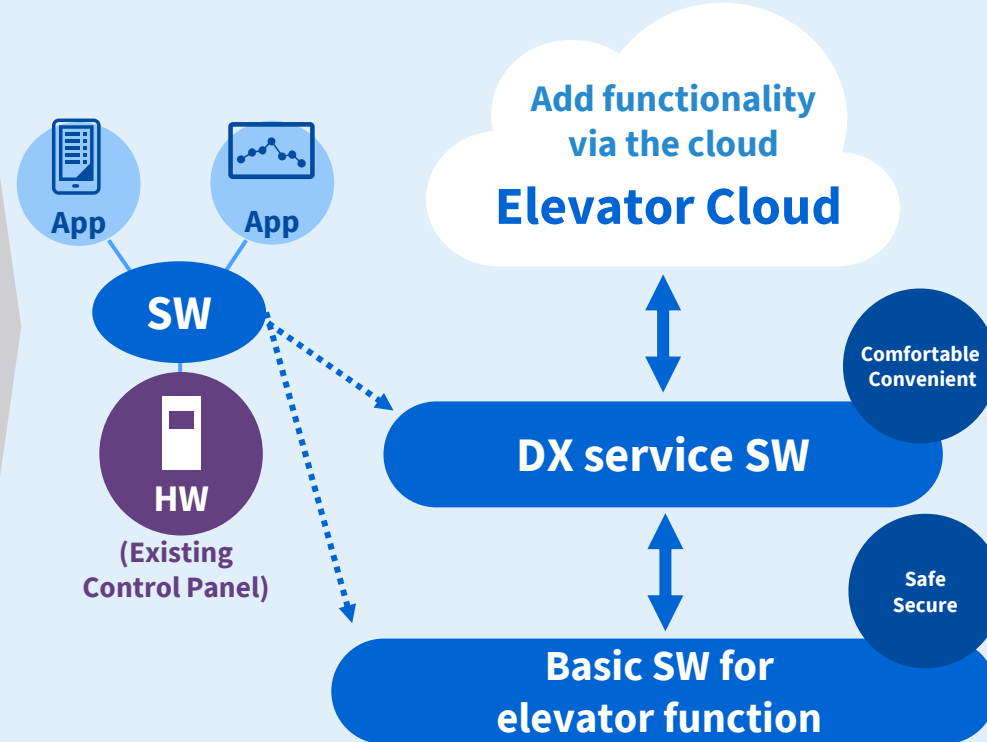 Add functionality
via the cloud
Elevator Cloud
App
App
SW
HW
(Existing
Control Panel)
Comfortable
Convenient
DX service SW
Safe
Secure
Basic SW for
elevator function